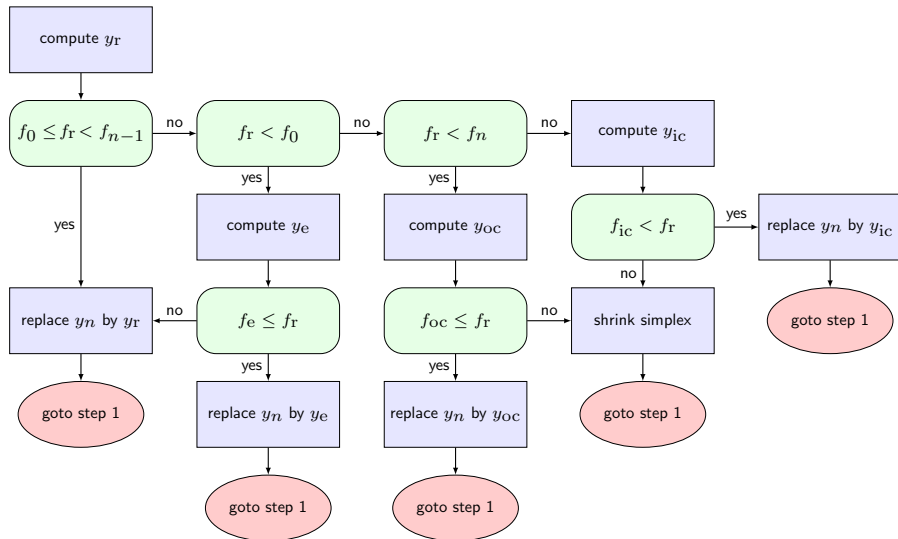 compute y_r
f_0 ≤ f_r < f_{n−1}
no
f_r < f_0
no
f_r < f_n
no
compute y_ic
yes
yes
yes
compute y_e
compute y_oc
f_ic < f_r
yes
replace y_n by y_ic
no
replace y_n by y_r
no
f_e ≤ f_r
f_oc ≤ f_r
no
shrink simplex
goto step 1
yes
yes
goto step 1
replace y_n by y_e
replace y_n by y_oc
goto step 1
goto step 1
goto step 1